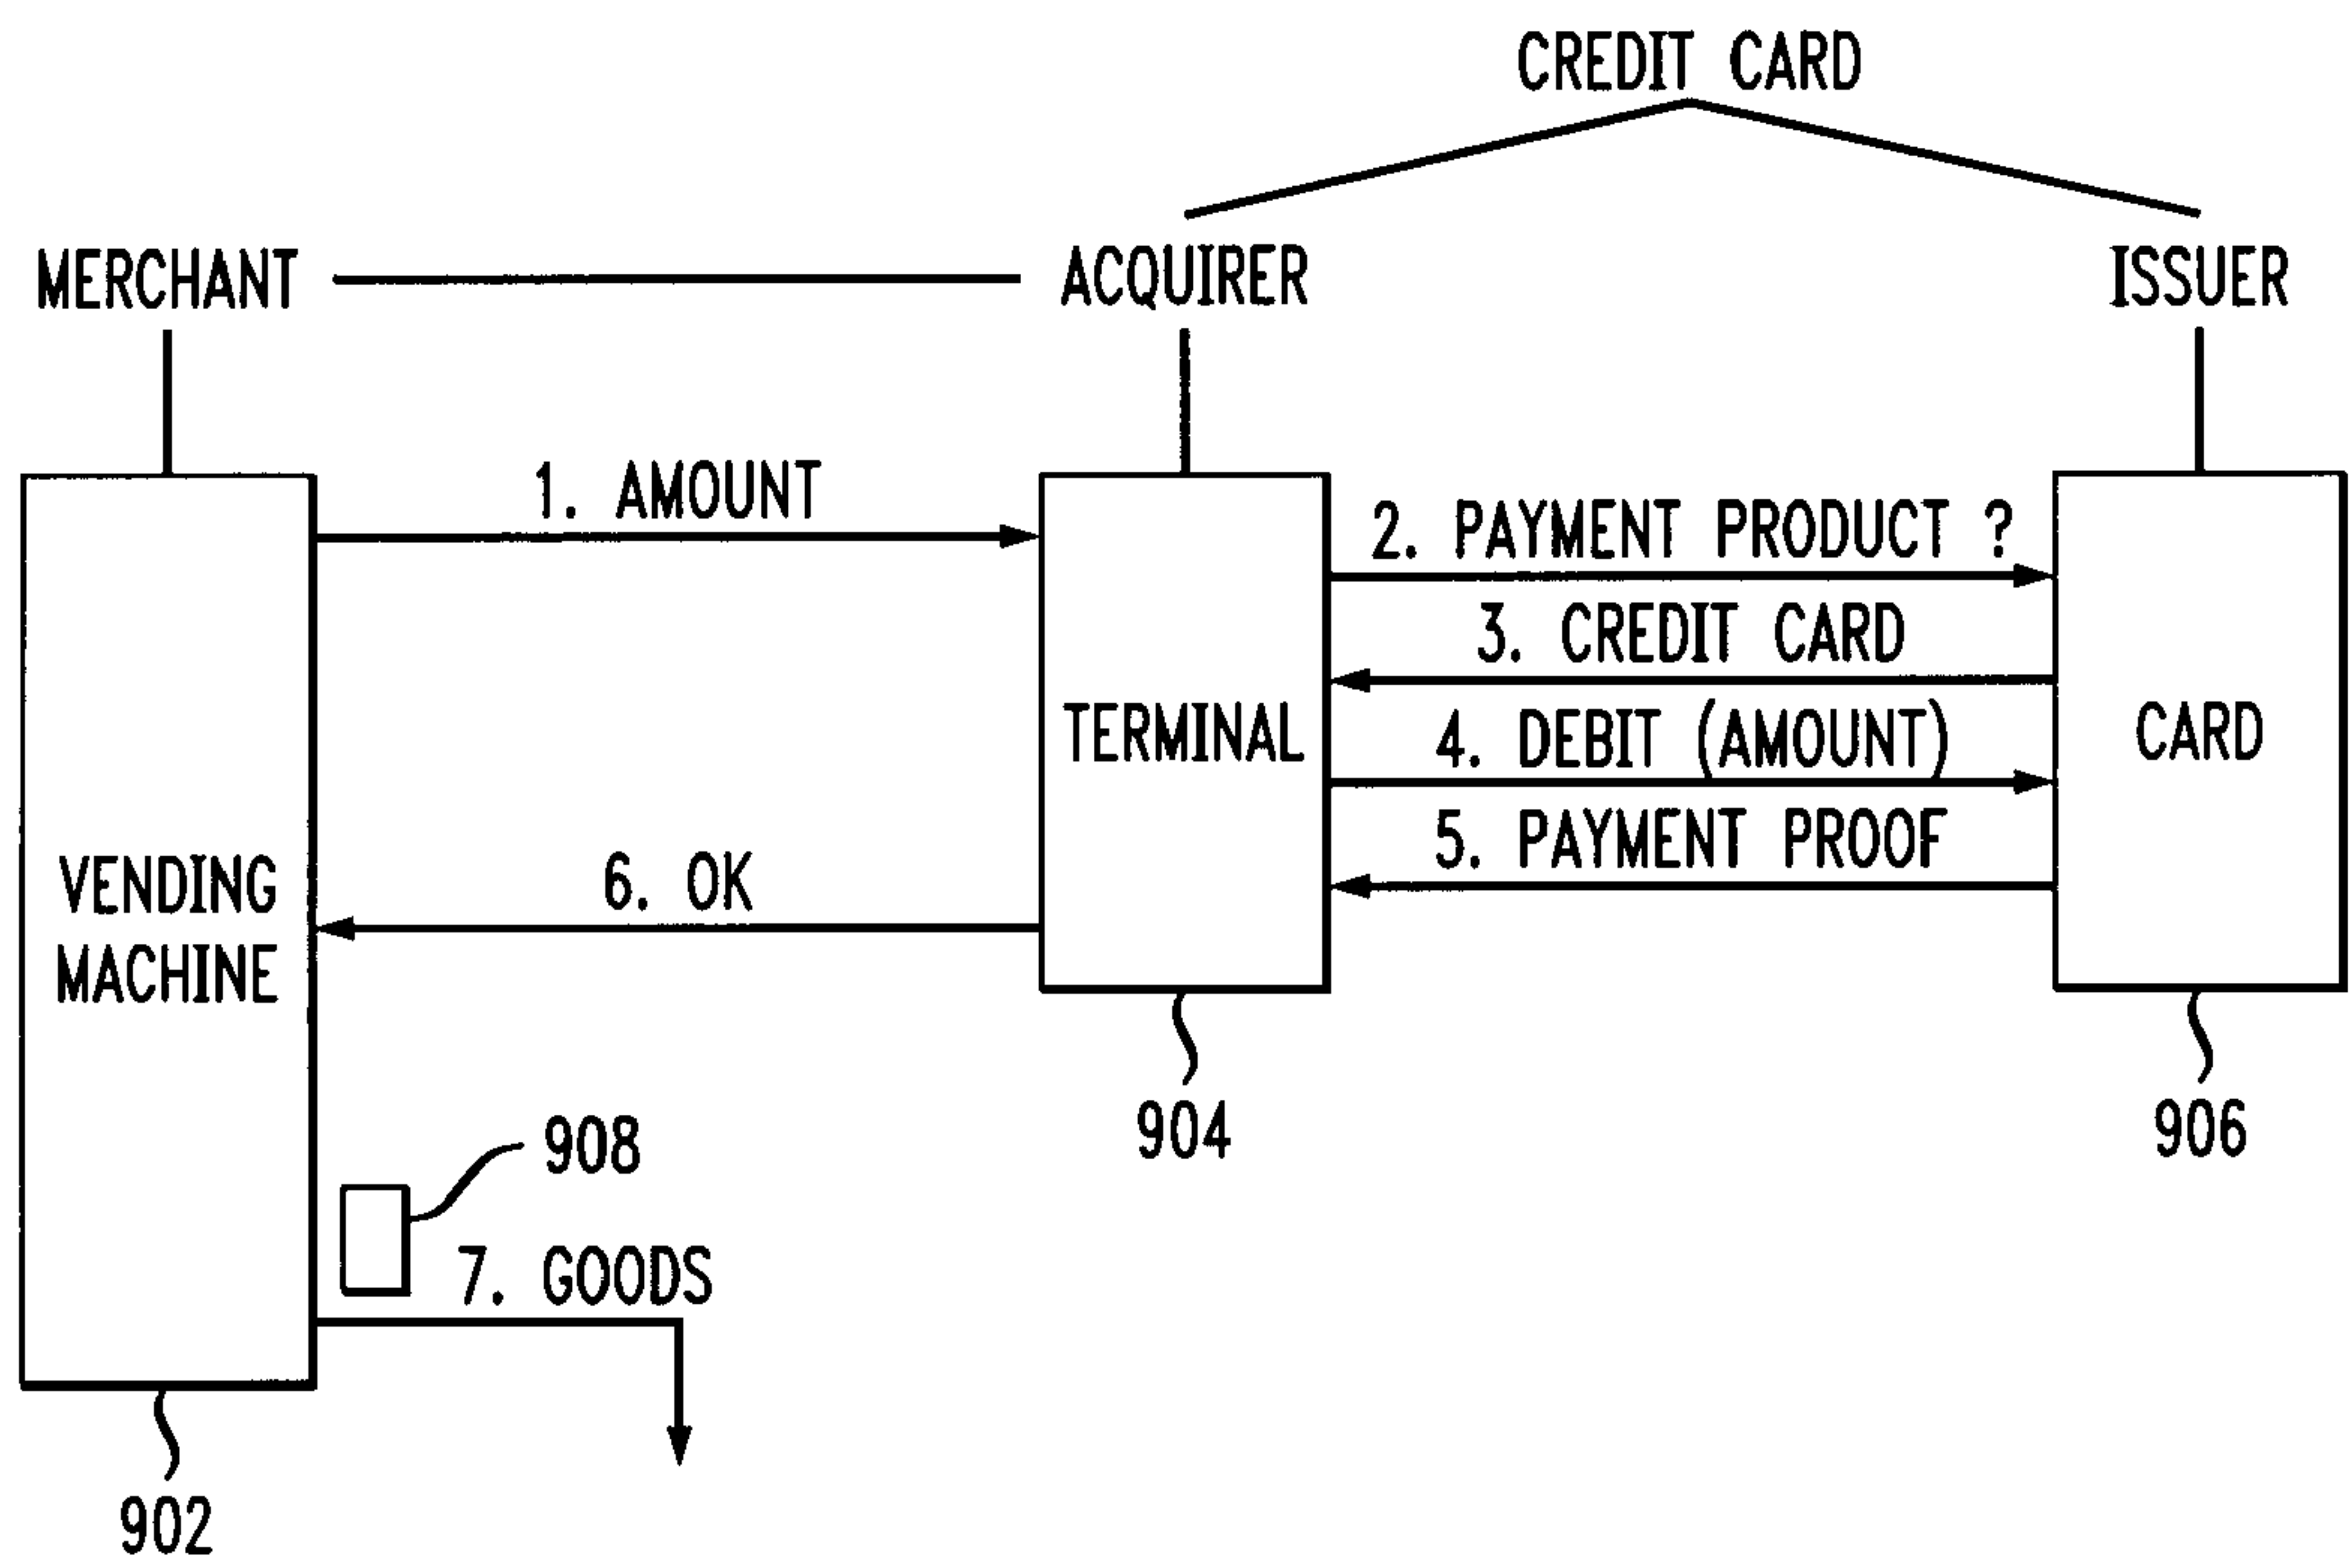 CREDIT CARD
MERCHANT
ACQUIRER
ISSUER
1. AMOUNT
2. PAYMENT PRODUCT ?
3. CREDIT CARD
4. DEBIT (AMOUNT)
5. PAYMENT PROOF
6. OK
VENDING
MACHINE
TERMINAL
CARD
904
906
908
7. GOODS
902